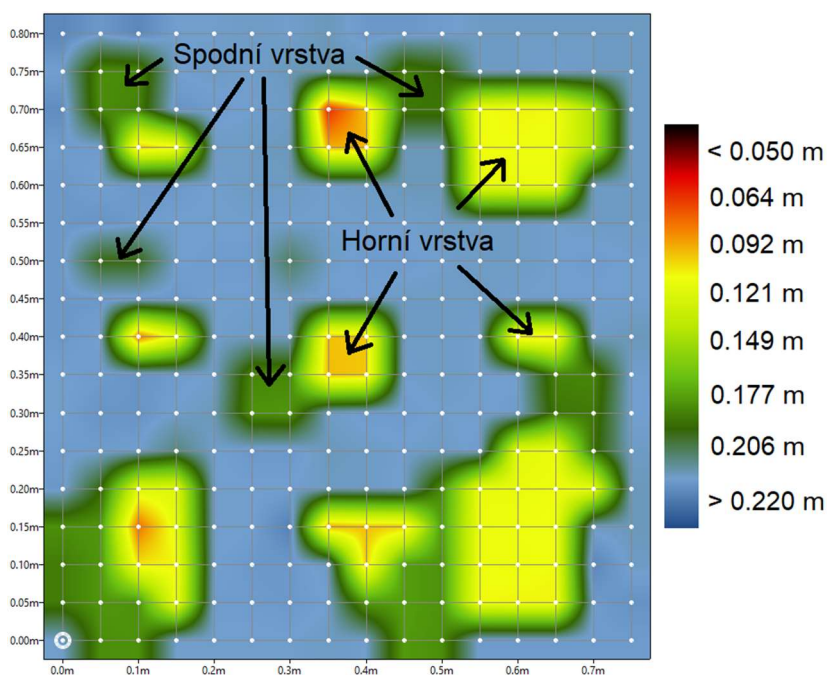 0.80m
0.75m
Spodní vrstva
0.70m
0.65m
0.60m
0.55m
Horní vrstva
0.50m
0.45m
0.40m
0.35m
0.30m
0.25m
0.20m
0.15m
0.10m
0.05m
0.00m
0.0m 0.1m 0.2m 0.3m 0.4m 0.5m 0.6m 0.7m
< 0.050 m
0.064 m
0.092 m
0.121 m
0.149 m
0.177 m
0.206 m
> 0.220 m